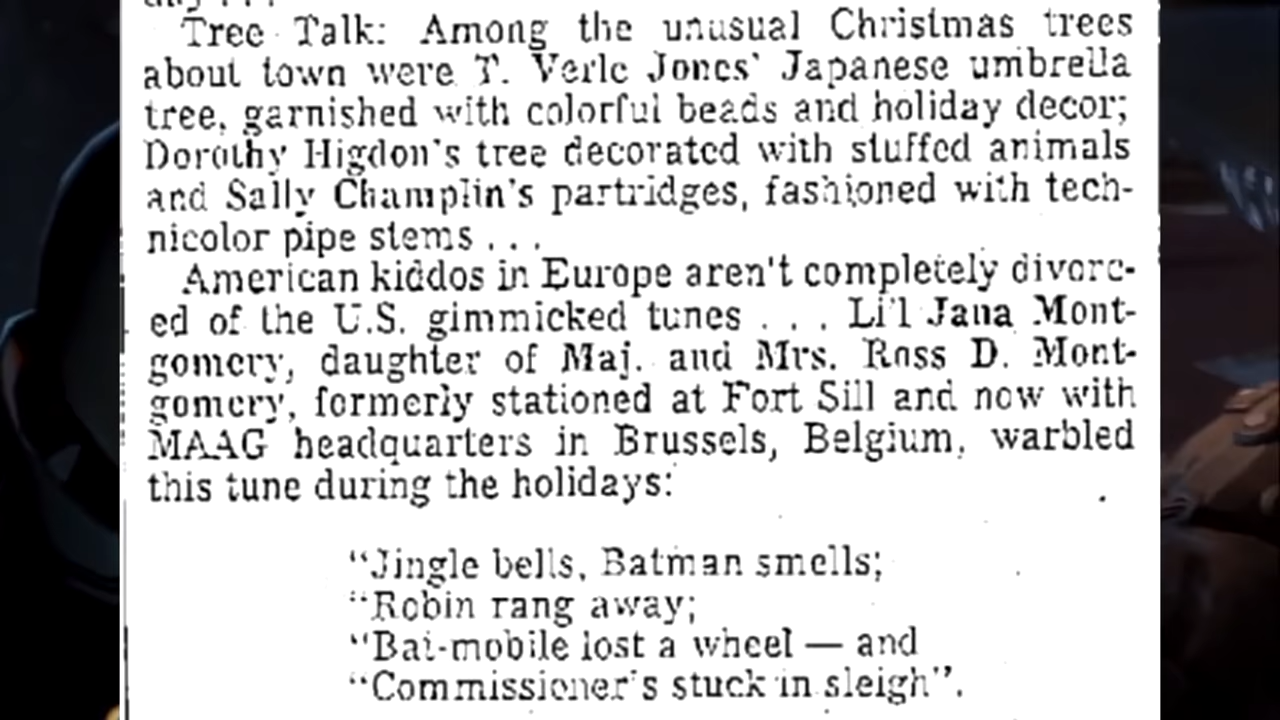 Tree Talk: Among the unusual Christmas trees
about town were T. Verle Jones' Japanese umbrella
tree, garnished with colorful beads and holiday decor;
Dorothy Higdon's tree decorated with stuffed animals
and Sally Champlin's partridges, fashioned with tech-
nicolor pipe stems . . .
American kiddos in Europe aren't completely divorc-
ed of the U.S. gimmicked tunes . . . Li'l Jana Mont-
gomery, daughter of Maj. and Mrs. Ross D. Mont-
gomery, formerly stationed at Fort Sill and now with
MAAG headquarters in Brussels, Belgium, warbled
this tune during the holidays:
"Jingle bells, Batman smells;
"Robin rang away;
"Bat-mobile lost a wheel — and
"Commissioner's stuck in sleigh".